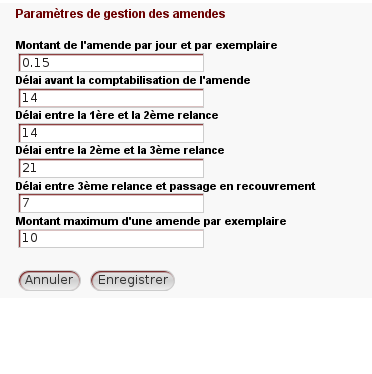 Paramètres de gestion des amendes
Montant de l'amende par jour et par exemplaire
0.15
Délai avant la comptabilisation de l'amende
14
Délai entre la 1ère et la 2ème relance
14
Délai entre la 2ème et la 3ème relance
21
Délai entre 3ème relance et passage en recouvrement
7
Montant maximum d'une amende par exemplaire
10
Annuler Enregistrer